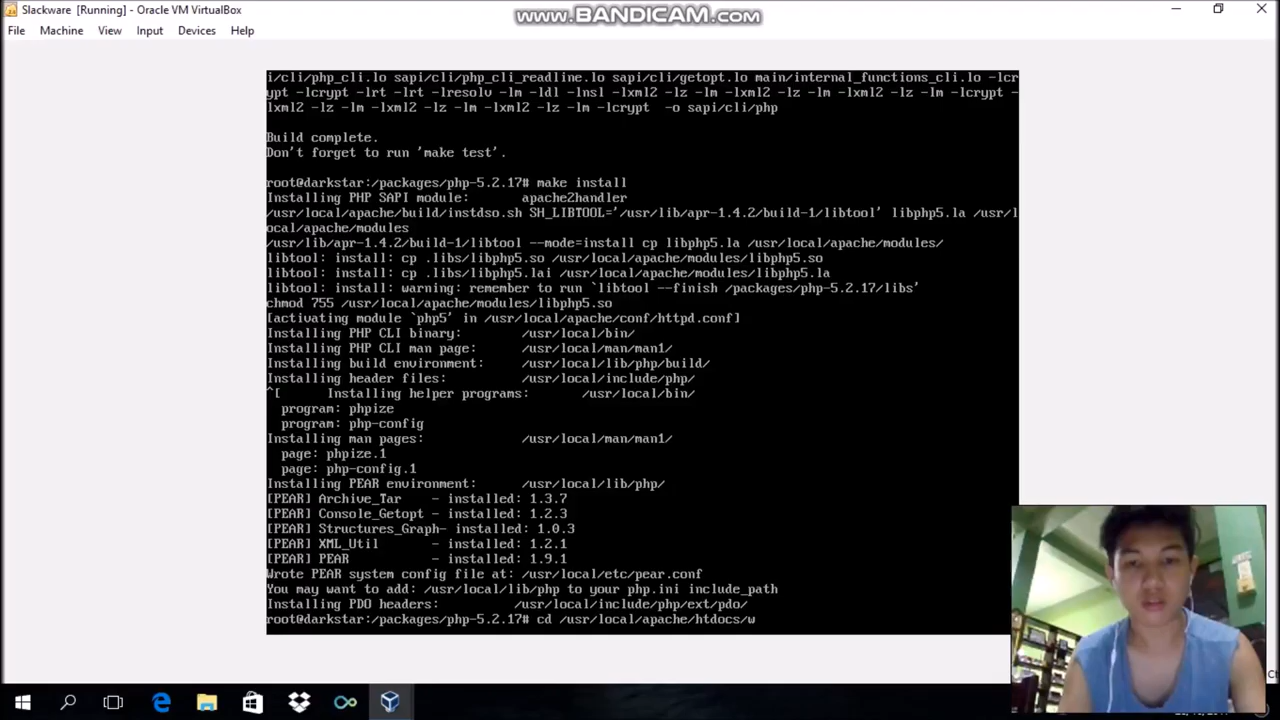 Slackware [Running] - Oracle VM VirtualBox
www.BANDICAM.com
File Machine View Input Devices Help
i/cli/php_cli.lo sapi/cli/php_cli_readline.lo sapi/cli/getopt.lo main/internal_functions_cli.lo -lcr
ypt -lcrypt -lrt -lrt -lresolv -lm -ldl -lnsl -lxml2 -lz -lm -lxml2 -lz -lm -lxml2 -lz -lm -lcrypt -
lxml2 -lz -lm -lxml2 -lz -lm -lxml2 -lz -lm -lcrypt  -o sapi/cli/php
Build complete.
Don't forget to run 'make test'.
root@darkstar:/packages/php-5.2.17# make install
Installing PHP SAPI module:       apache2handler
/usr/local/apache/build/instdso.sh SH_LIBTOOL='/usr/lib/apr-1.4.2/build-1/libtool' libphp5.la /usr/l
ocal/apache/modules
/usr/lib/apr-1.4.2/build-1/libtool --mode=install cp libphp5.la /usr/local/apache/modules/
libtool: install: cp .libs/libphp5.so /usr/local/apache/modules/libphp5.so
libtool: install: cp .libs/libphp5.lai /usr/local/apache/modules/libphp5.la
libtool: install: warning: remember to run `libtool --finish /packages/php-5.2.17/libs'
chmod 755 /usr/local/apache/modules/libphp5.so
[activating module `php5' in /usr/local/apache/conf/httpd.conf]
Installing PHP CLI binary:        /usr/local/bin/
Installing PHP CLI man page:      /usr/local/man/man1/
Installing build environment:     /usr/local/lib/php/build/
Installing header files:          /usr/local/include/php/
^[      Installing helper programs:       /usr/local/bin/
  program: phpize
  program: php-config
Installing man pages:             /usr/local/man/man1/
  page: phpize.1
  page: php-config.1
Installing PEAR environment:      /usr/local/lib/php/
[PEAR] Archive_Tar    - installed: 1.3.7
[PEAR] Console_Getopt - installed: 1.2.3
[PEAR] Structures_Graph- installed: 1.0.3
[PEAR] XML_Util       - installed: 1.2.1
[PEAR] PEAR           - installed: 1.9.1
Wrote PEAR system config file at: /usr/local/etc/pear.conf
You may want to add: /usr/local/lib/php to your php.ini include_path
Installing PDO headers:          /usr/local/include/php/ext/pdo/
root@darkstar:/packages/php-5.2.17# cd /usr/local/apache/htdocs/w